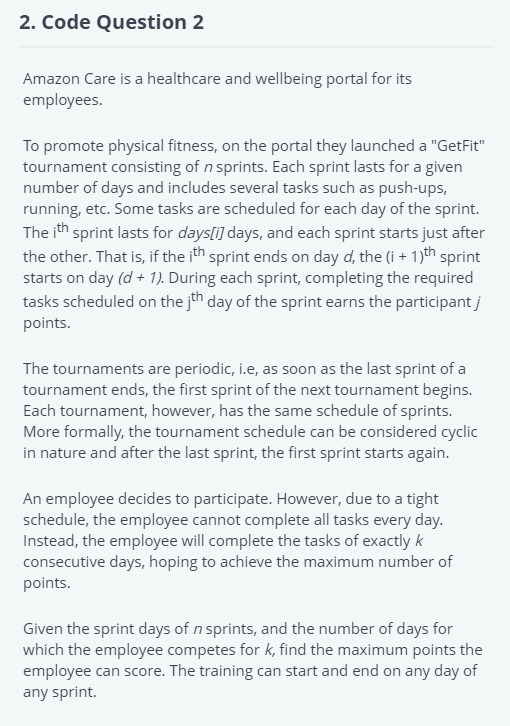 2. Code Question 2
Amazon Care is a healthcare and wellbeing portal for its
employees.
To promote physical fitness, on the portal they launched a "GetFit"
tournament consisting of n sprints. Each sprint lasts for a given
number of days and includes several tasks such as push-ups,
running, etc. Some tasks are scheduled for each day of the sprint.
The ith sprint lasts for days[i] days, and each sprint starts just after
the other. That is, if the ith sprint ends on day d, the (i + 1)th sprint
starts on day (d + 1). During each sprint, completing the required
tasks scheduled on the jth day of the sprint earns the participant j
points.
The tournaments are periodic, i.e, as soon as the last sprint of a
tournament ends, the first sprint of the next tournament begins.
Each tournament, however, has the same schedule of sprints.
More formally, the tournament schedule can be considered cyclic
in nature and after the last sprint, the first sprint starts again.
An employee decides to participate. However, due to a tight
schedule, the employee cannot complete all tasks every day.
Instead, the employee will complete the tasks of exactly k
consecutive days, hoping to achieve the maximum number of
points.
Given the sprint days of n sprints, and the number of days for
which the employee competes for k, find the maximum points the
employee can score. The training can start and end on any day of
any sprint.